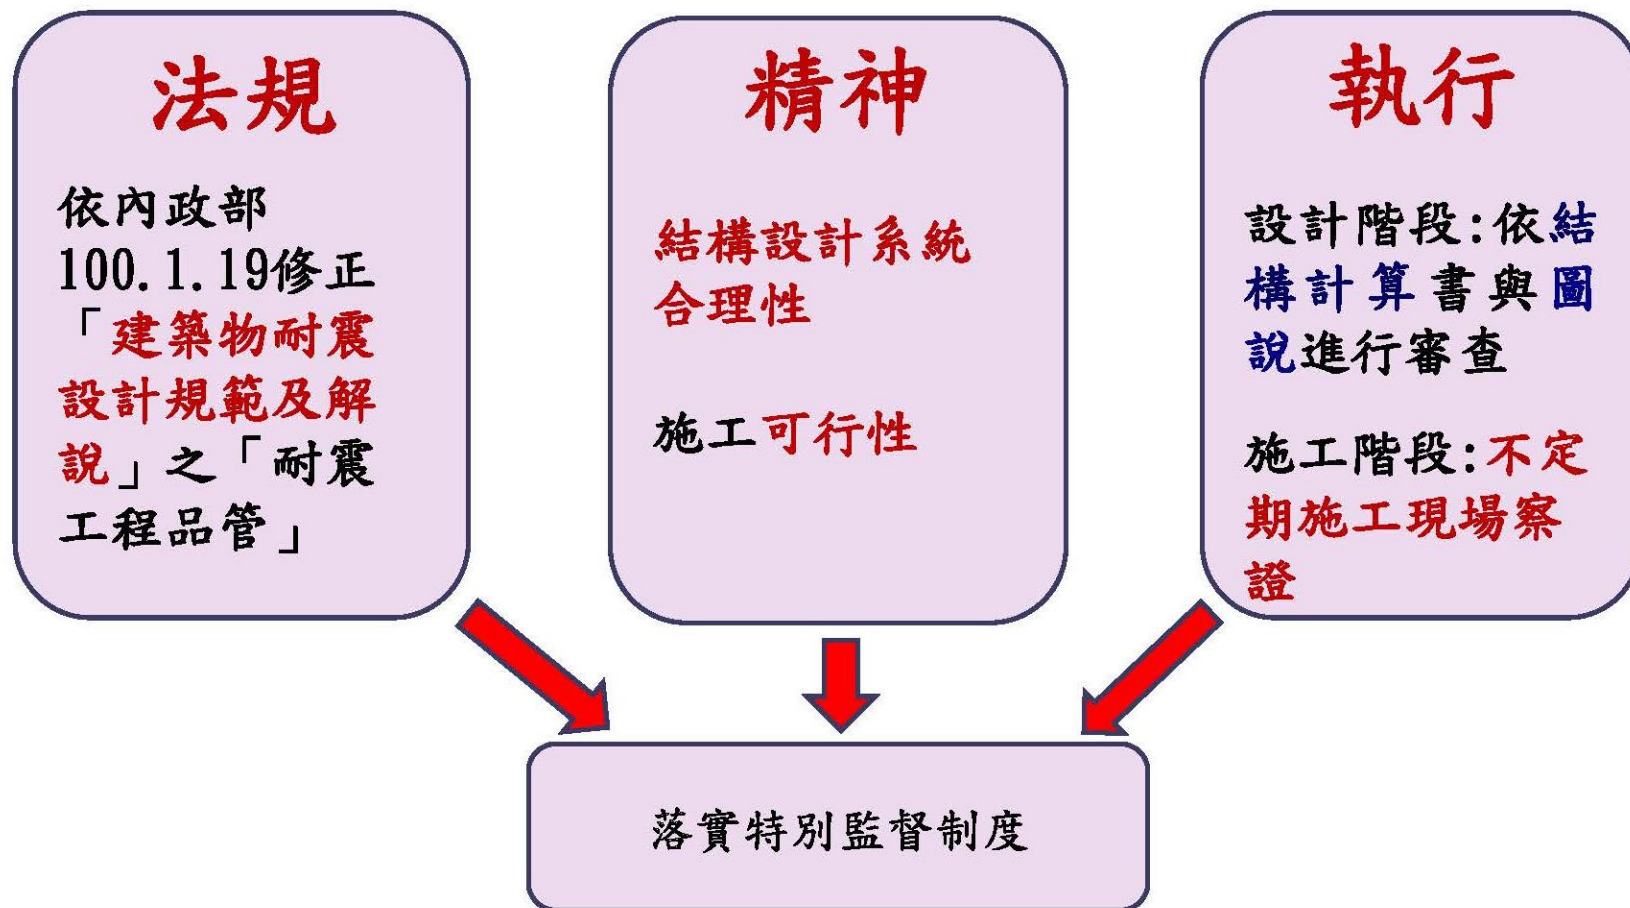 法規
依內政部
100.1.19修正
「建築物耐震
設計規範及解
說」之「耐震
工程品管」
精神
結構設計系統
合理性
施工可行性
執行
設計階段:依結
構計算書與圖
說進行審查
施工階段:不定
期施工現場察
證
落實特別監督制度